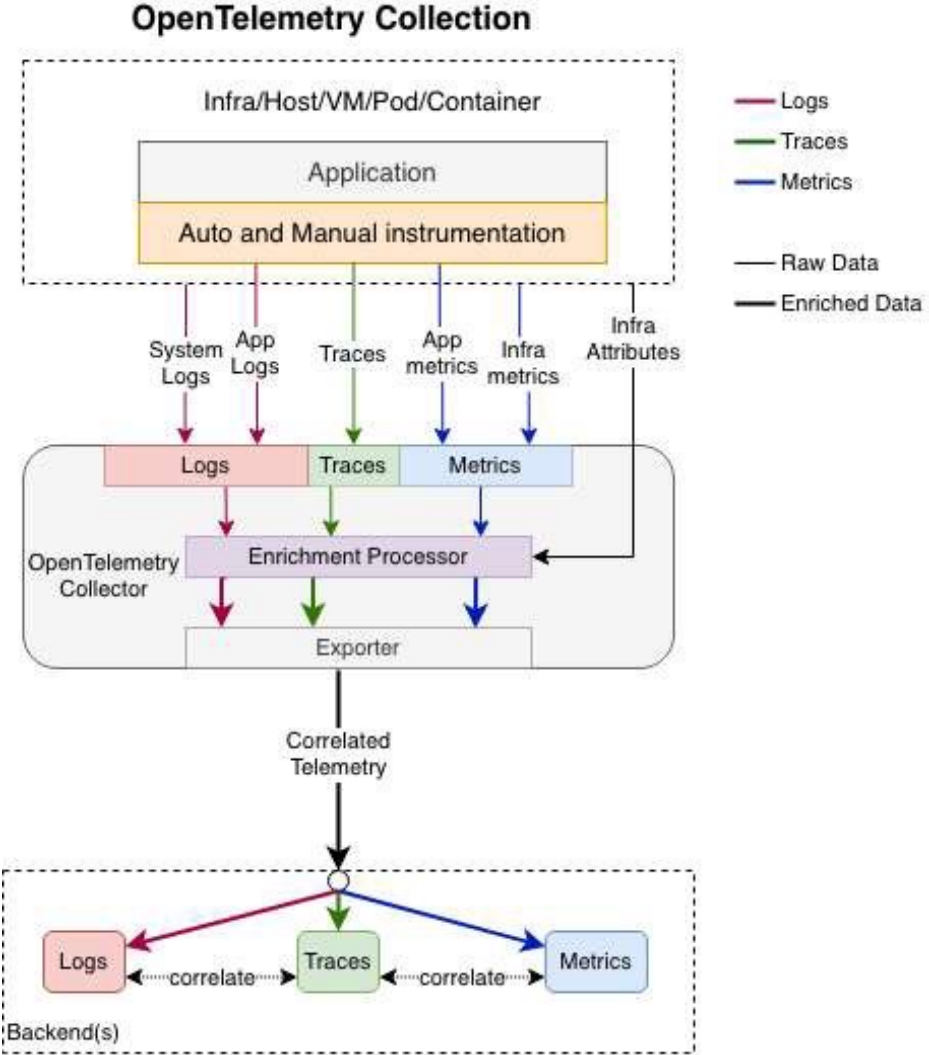 OpenTelemetry Collection
Infra/Host/VM/Pod/Container
Application
Auto and Manual instrumentation
Logs
Traces
Metrics
Raw Data
Enriched Data
System
Logs
App
Logs
Traces
App
metrics
Infra
metrics
Infra
Attributes
Logs
Traces
Metrics
OpenTelemetry
Collector
Enrichment Processor
Exporter
Correlated
Telemetry
Logs
correlate
Traces
correlate
Metrics
Backend(s)